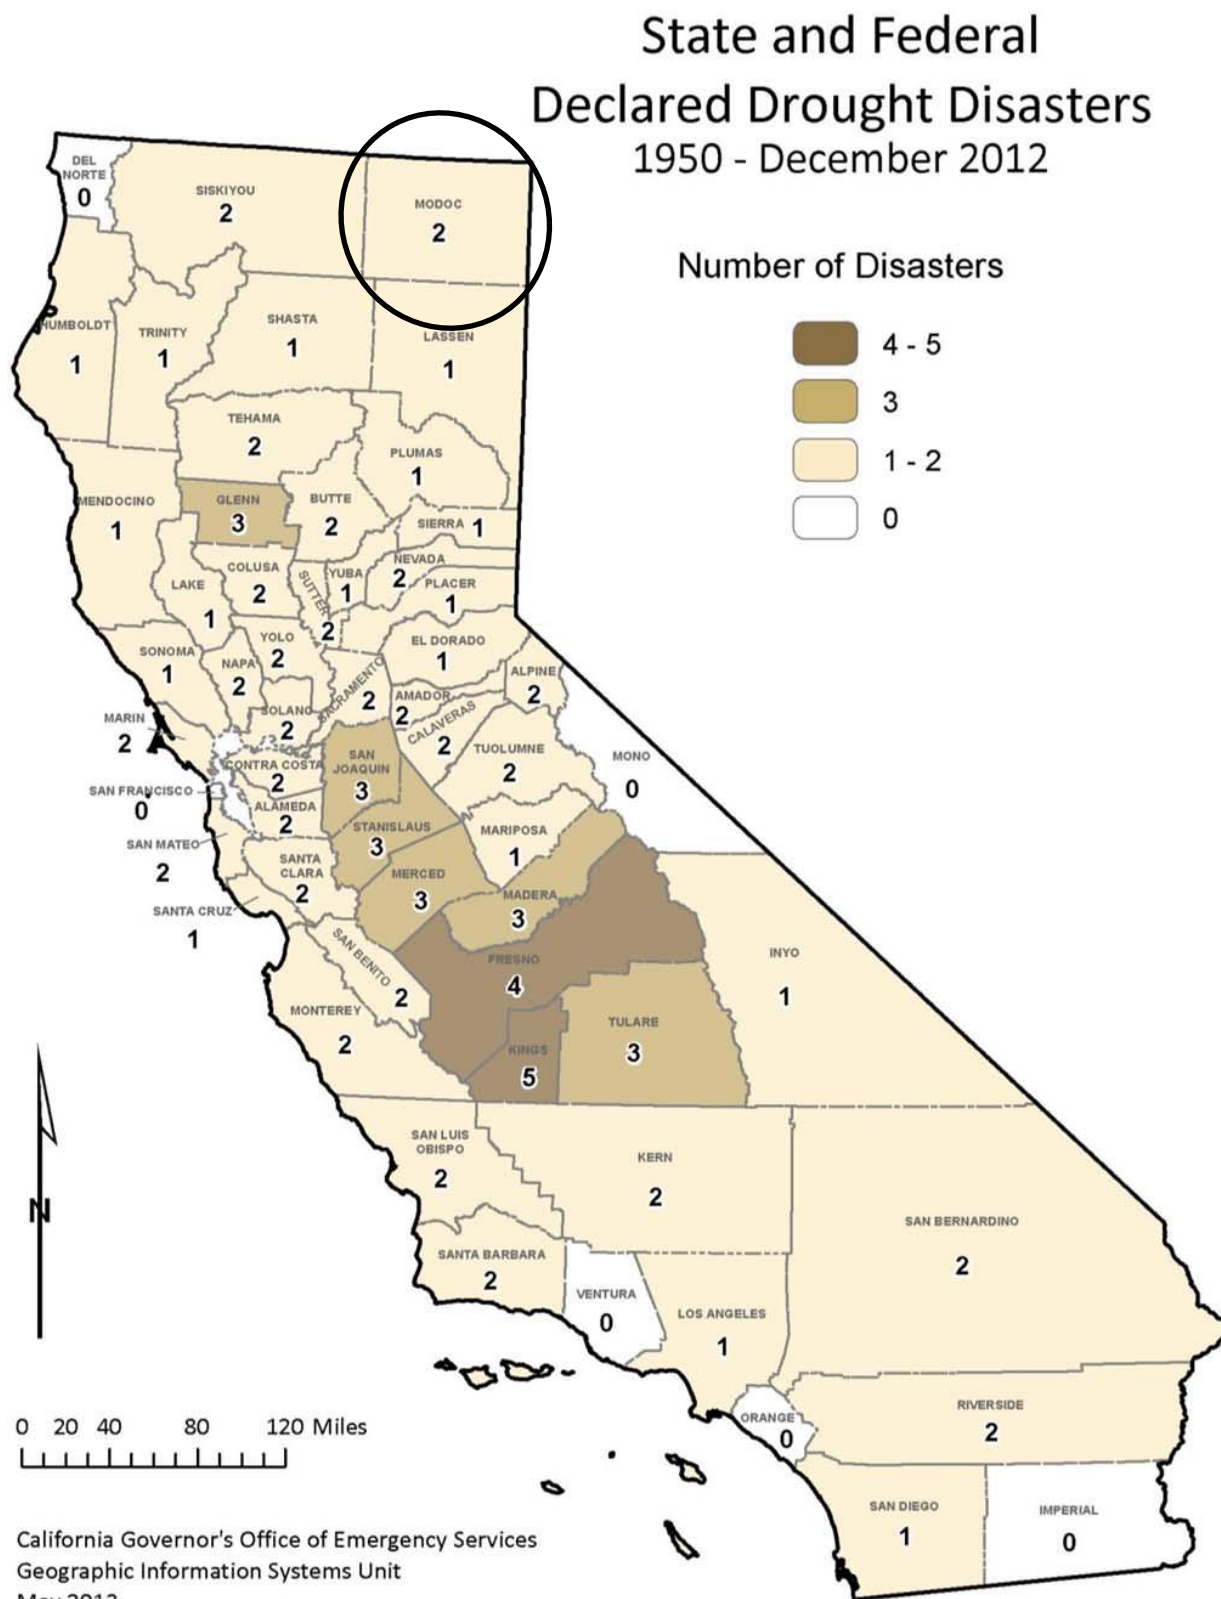 State and Federal
Declared Drought Disasters
1950 - December 2012
Number of Disasters
4 - 5
3
1 - 2
0
DEL
NORTE
0
SISKIYOU
2
MODOC
2
HUMBOLDT
1
TRINITY
1
SHASTA
1
LASSEN
1
TEHAMA
2
PLUMAS
1
MENDOCINO
1
GLENN
3
BUTTE
2
SIERRA 1
LAKE
1
COLUSA
2
SUTTER
2
YUBA
1
NEVADA
2
PLACER
1
SONOMA
1
NAPA
2
YOLO
2
EL DORADO
1
ALPINE
2
SACRAMENTO
2
AMADOR
2
SOLANO
2
CALAVERAS
2
MARIN
2
TUOLUMNE
2
MONO
0
CONTRA COSTA
2
SAN
JOAQUIN
3
SAN FRANCISCO
0
ALAMEDA
2
STANISLAUS
3
MARIPOSA
1
SAN MATEO
2
SANTA
CLARA
2
MERCED
3
MADERA
3
SANTA CRUZ
1
SAN BENITO
2
FRESNO
4
INYO
1
MONTEREY
2
KINGS
5
TULARE
3
SAN LUIS
OBISPO
2
KERN
2
SAN BERNARDINO
2
SANTA BARBARA
2
VENTURA
0
LOS ANGELES
1
ORANGE
0
RIVERSIDE
2
SAN DIEGO
1
IMPERIAL
0
N
0 20 40 80 120 Miles
California Governor's Office of Emergency Services
Geographic Information Systems Unit
May 2013